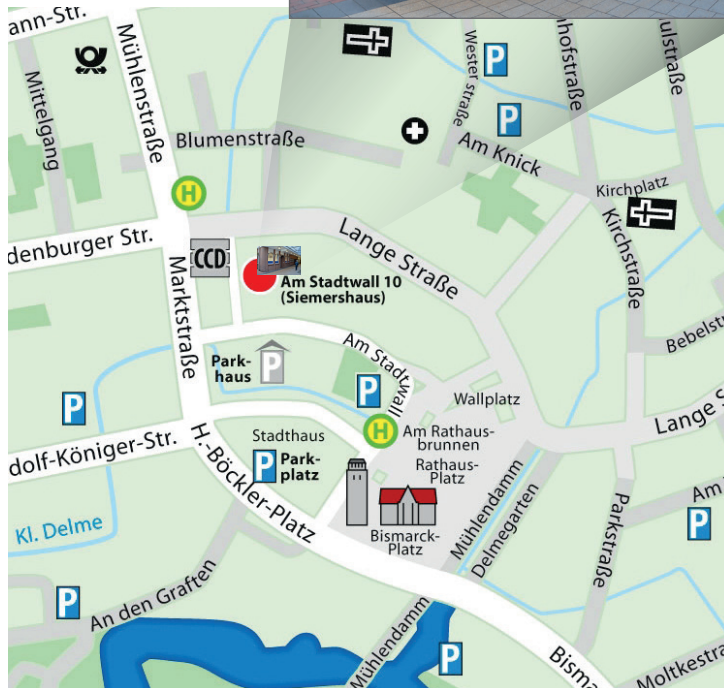 ann-Str.
Mühlenstraße
Mittelgang
Wester straße
P
hofstraße
ulstraße
P
Blumenstraße
Am Knick
H
Kirchplatz
denburger Str.
CCD
Lange Straße
Kirchstraße
Am Stadtwall 10
(Siemershaus)
Marktstraße
Am Stadtwall
Bebelst
Park-
haus
P
P
P
Wallplatz
Lange S
H
Am Rathaus-
brunnen
dolf-Königer-Str.
Stadthaus
P
Park-
platz
Rathaus-
Platz
H.-Böckler-Platz
Mühlendamm
Delmegarten
Parkstraße
Am
P
Kl. Delme
Bismarck-
Platz
An den Graften
P
Mühlendamm
P
Bisma
Moltkestra